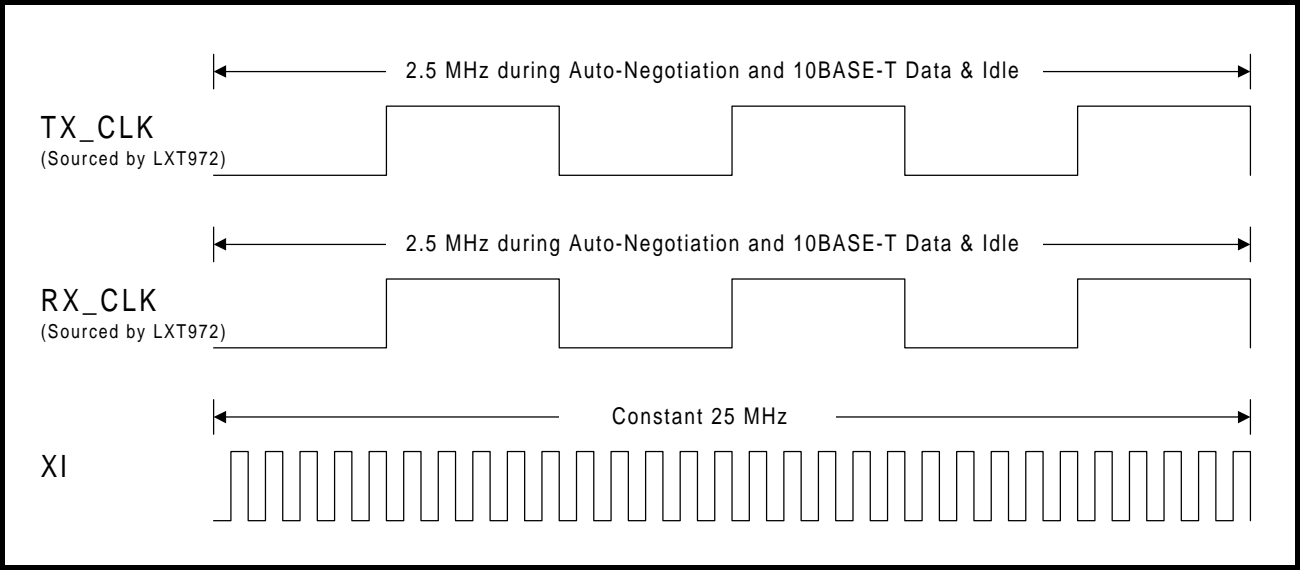 2.5 MHz during Auto-Negotiation and 10BASE-T Data & Idle
TX_CLK
(Sourced by LXT972)
2.5 MHz during Auto-Negotiation and 10BASE-T Data & Idle
RX_CLK
(Sourced by LXT972)
Constant 25 MHz
XI